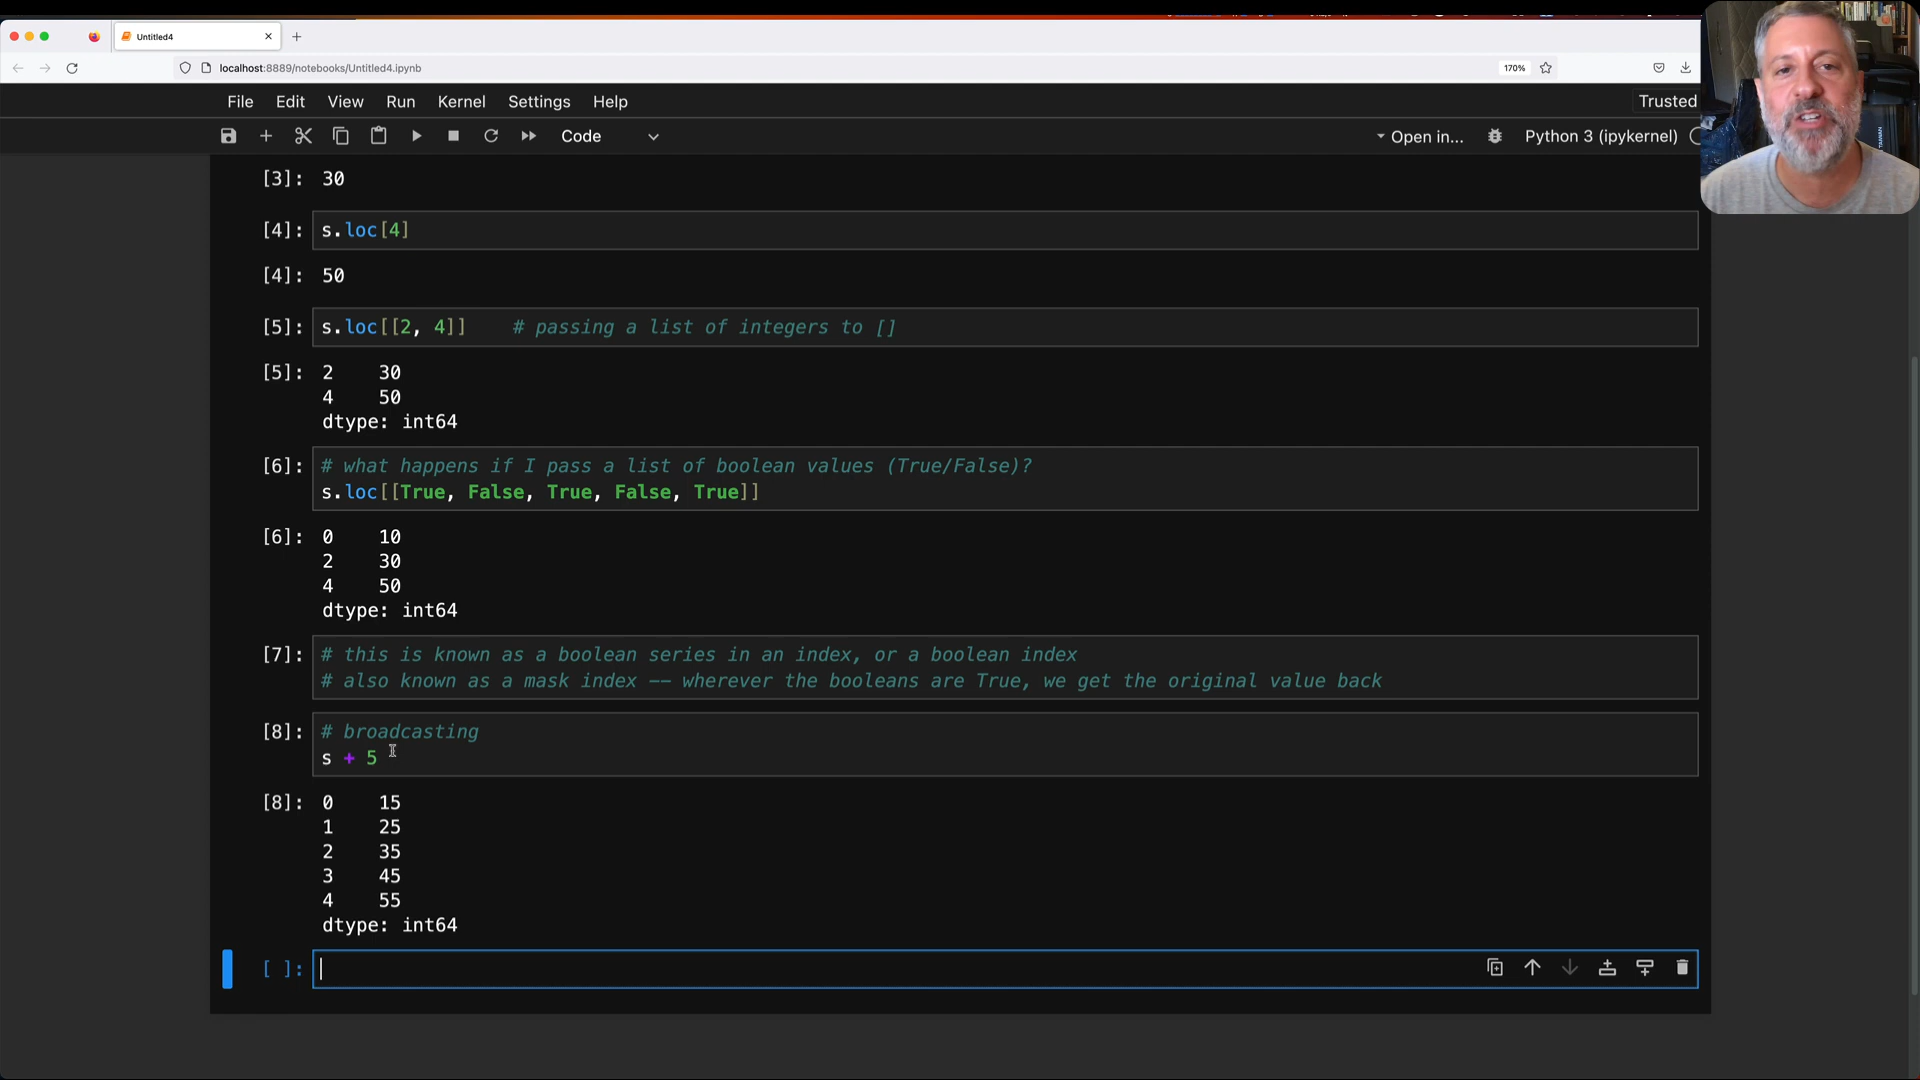 Untitled4
localhost:8889/notebooks/Untitled4.ipynb
170%
File Edit View Run Kernel Settings Help
Trusted
Code
Open in...
Python 3 (ipykernel)
[3]: 30
[4]: s.loc[4]
[4]: 50
[5]: s.loc[[2, 4]] # passing a list of integers to []
[5]: 2 30
4 50
dtype: int64
[6]: # what happens if I pass a list of boolean values (True/False)?
s.loc[[True, False, True, False, True]]
[6]: 0 10
2 30
4 50
dtype: int64
[7]: # this is known as a boolean series in an index, or a boolean index
# also known as a mask index -- wherever the booleans are True, we get the original value back
[8]: # broadcasting
s + 5
[8]: 0 15
1 25
2 35
3 45
4 55
dtype: int64
[ ]: